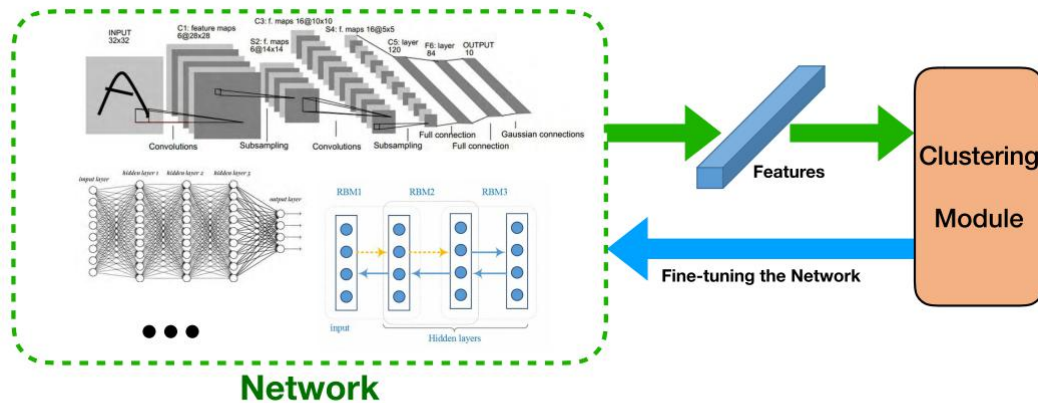 INPUT
32x32
C1: feature maps
6@28x28
C3: f. maps 16@10x10
S2: f. maps
6@14x14
S4: f. maps 16@5x5
C5: layer
120
F6: layer
84
OUTPUT
10
Convolutions
Subsampling
Convolutions
Subsampling
Full connection
Full connection
Gaussian connections
input layer
hidden layer 1
hidden layer 2
hidden layer 3
output layer
RBM1
RBM2
RBM3
input
Hidden layers
Network
Features
Fine-tuning the Network
Clustering
Module